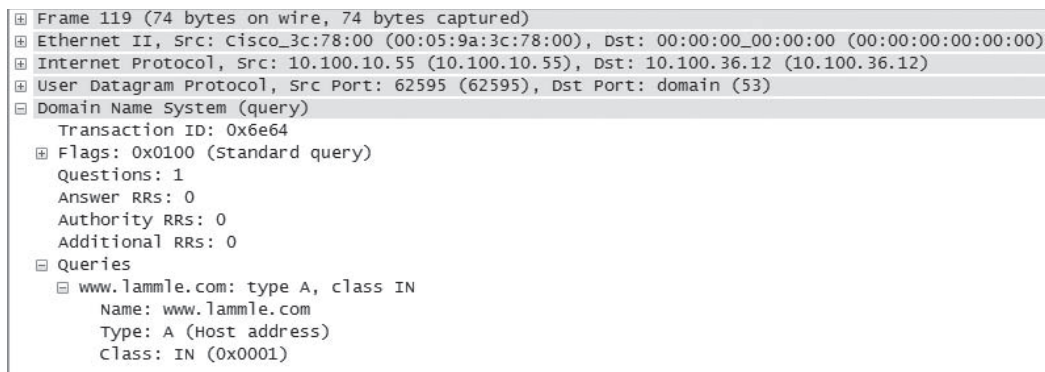 Frame 119 (74 bytes on wire, 74 bytes captured)
Ethernet II, Src: Cisco_3c:78:00 (00:05:9a:3c:78:00), Dst: 00:00:00_00:00:00 (00:00:00:00:00:00)
Internet Protocol, Src: 10.100.10.55 (10.100.10.55), Dst: 10.100.36.12 (10.100.36.12)
User Datagram Protocol, Src Port: 62595 (62595), Dst Port: domain (53)
Domain Name System (query)
Transaction ID: 0x6e64
Flags: 0x0100 (Standard query)
Questions: 1
Answer RRs: 0
Authority RRs: 0
Additional RRs: 0
Queries
www.lammle.com: type A, class IN
Name: www.lammle.com
Type: A (Host address)
Class: IN (0x0001)